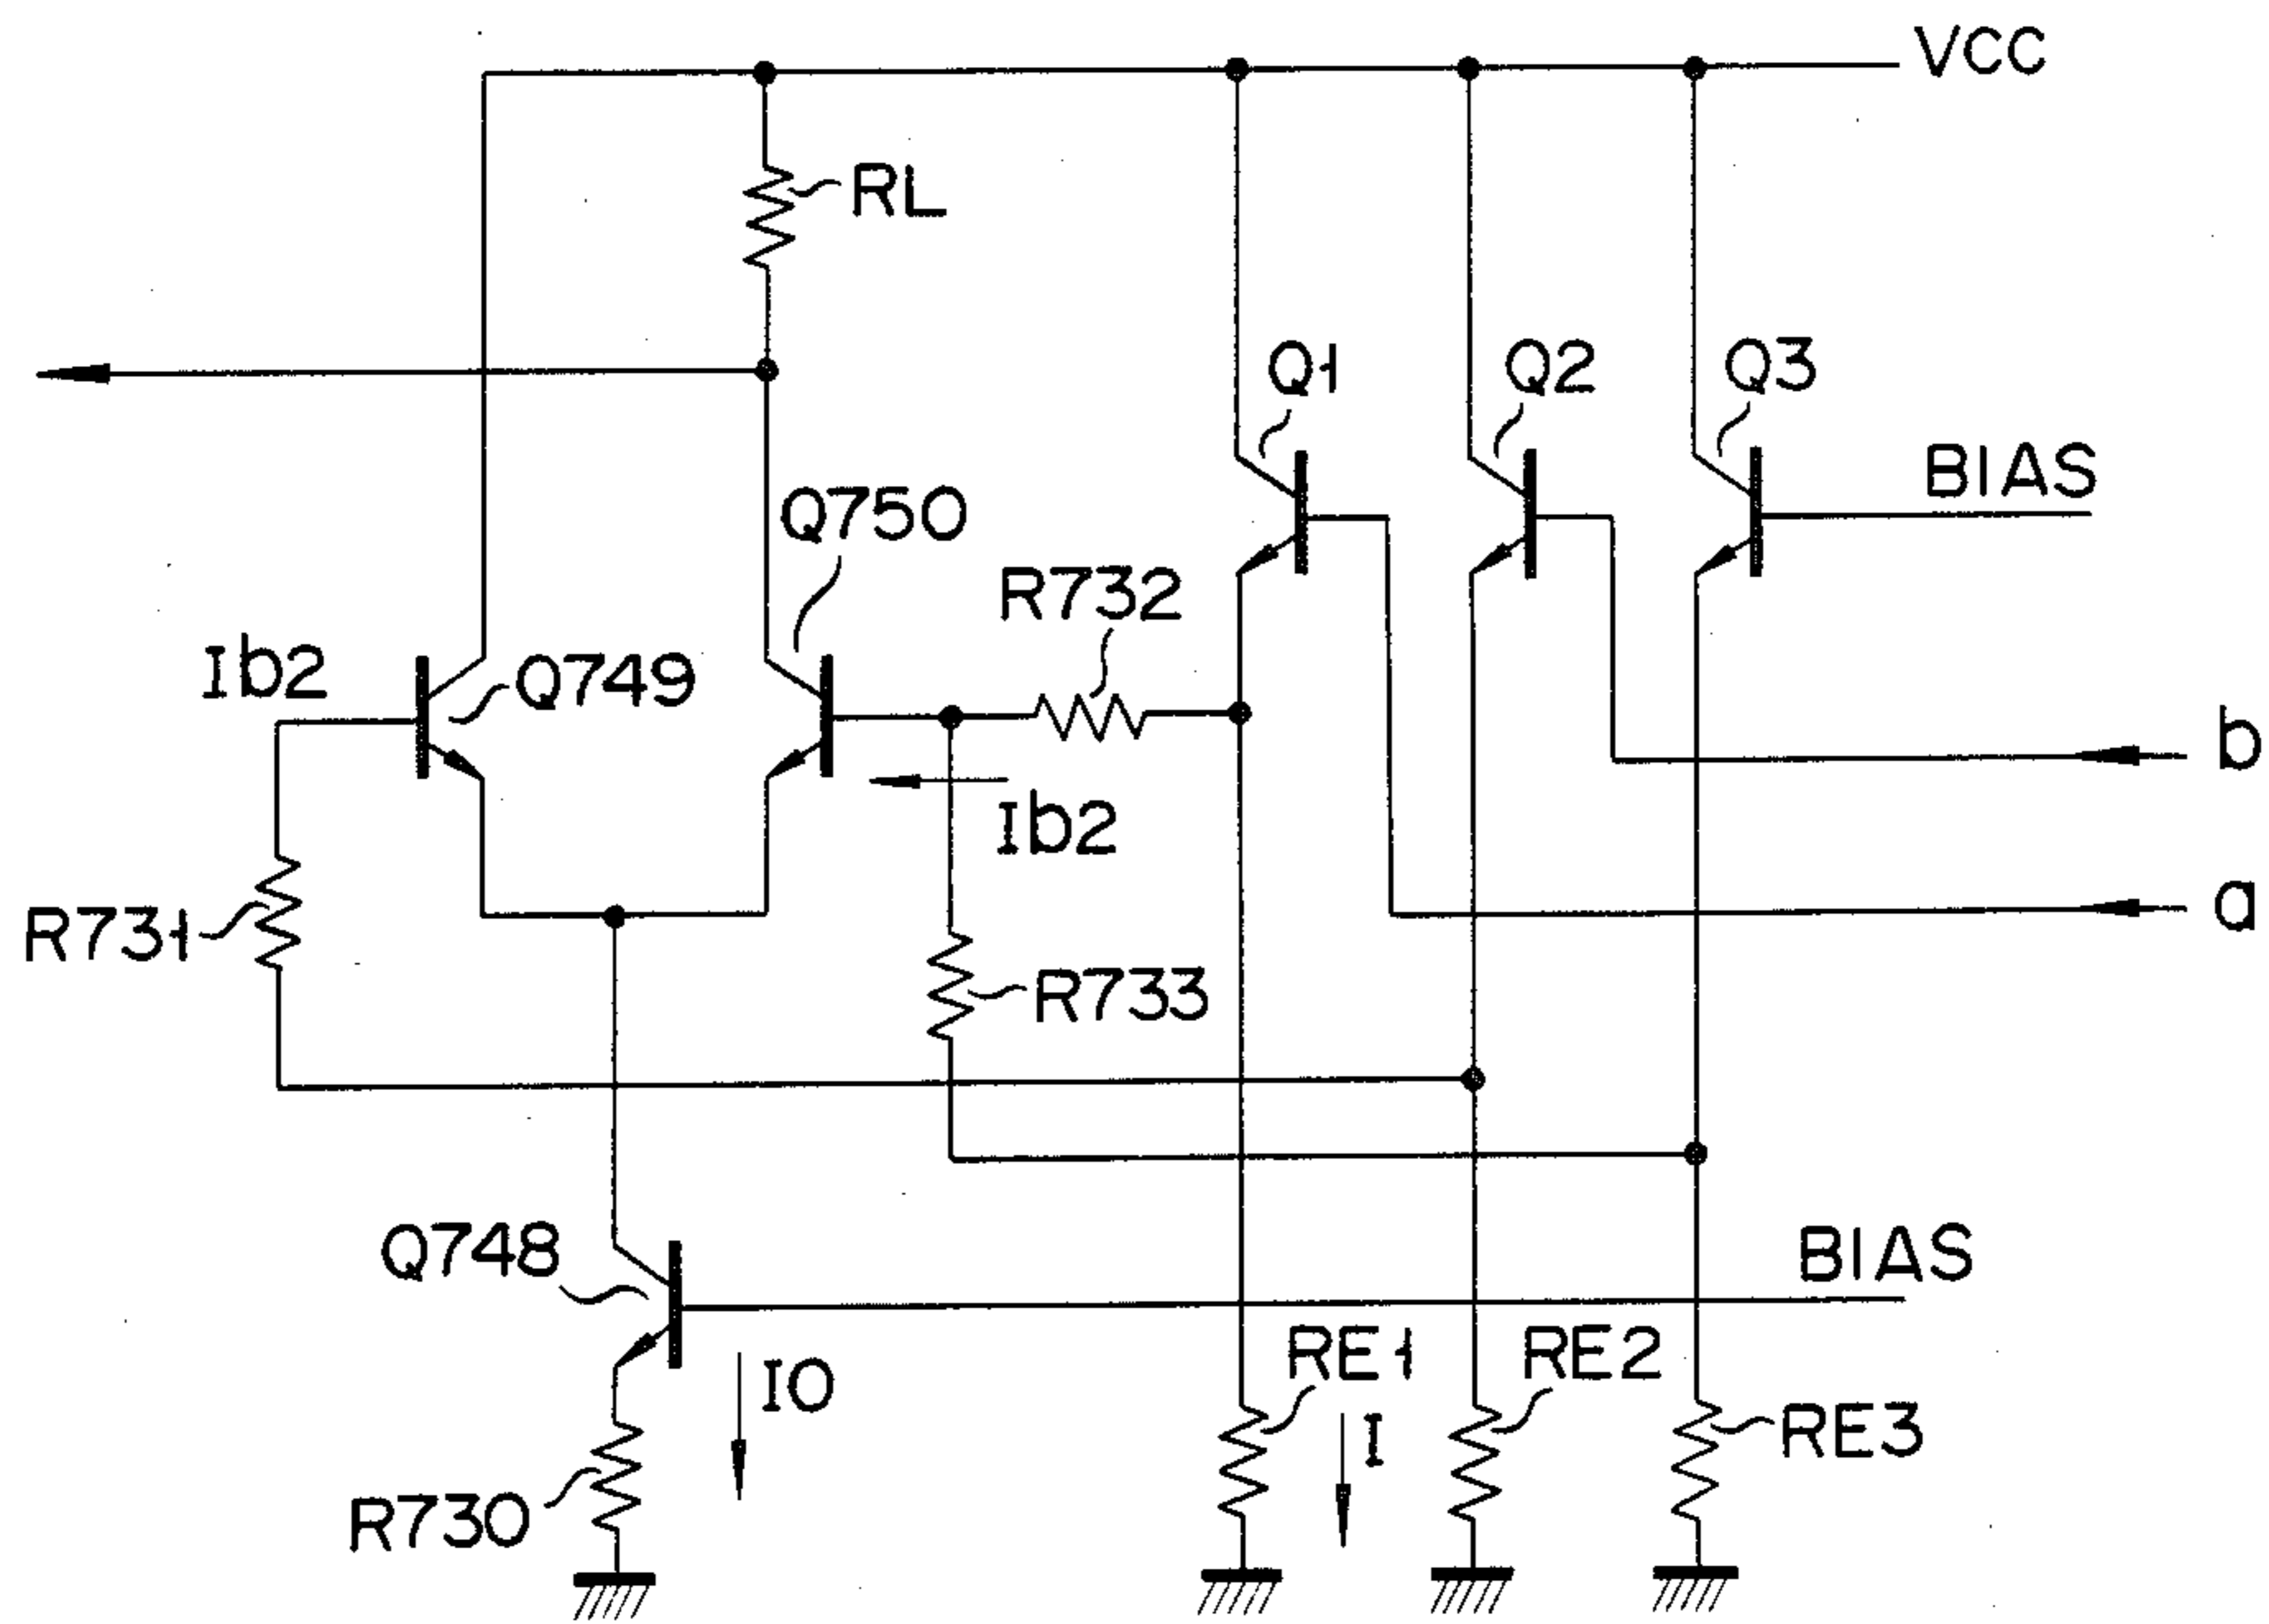 VCC
RL
Q1
Q2
Q3
BIAS
Q750
R732
Ib2
Q749
b
Ib2
a
R731
R733
Q748
BIAS
IO
RE1
RE2
I
RE3
R730